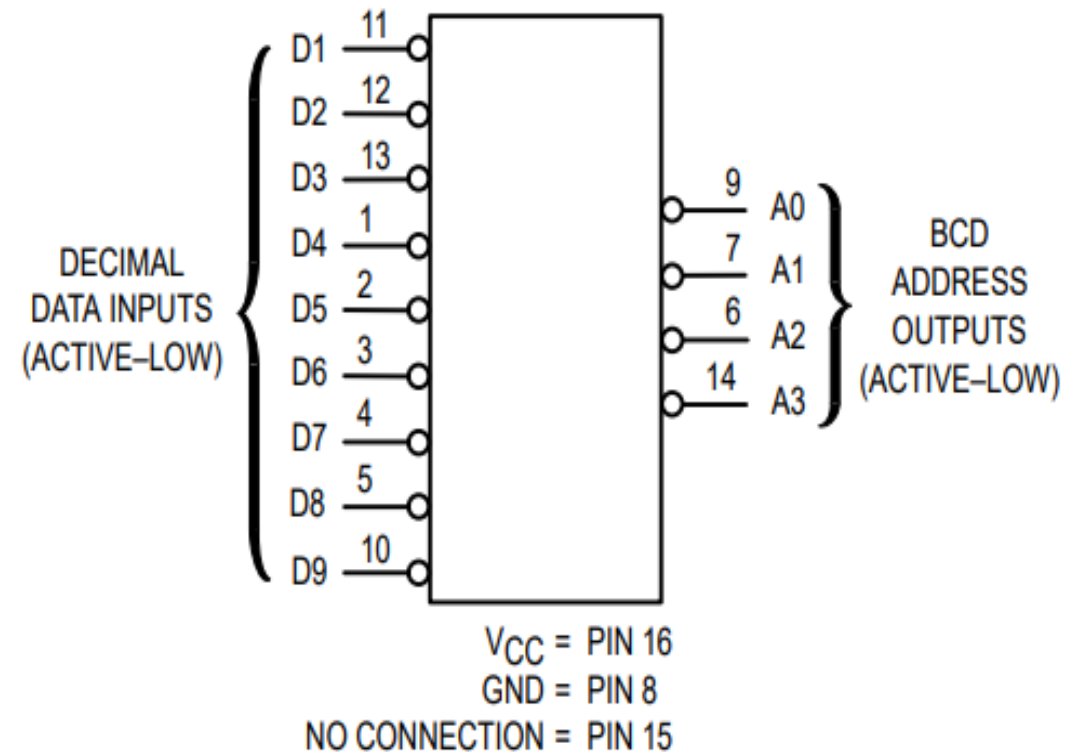 D1 11
D2 12
D3 13
D4 1
D5 2
D6 3
D7 4
D8 5
D9 10
DECIMAL
DATA INPUTS
(ACTIVE–LOW)
9 A0
7 A1
6 A2
14 A3
BCD
ADDRESS
OUTPUTS
(ACTIVE–LOW)
VCC = PIN 16
GND = PIN 8
NO CONNECTION = PIN 15